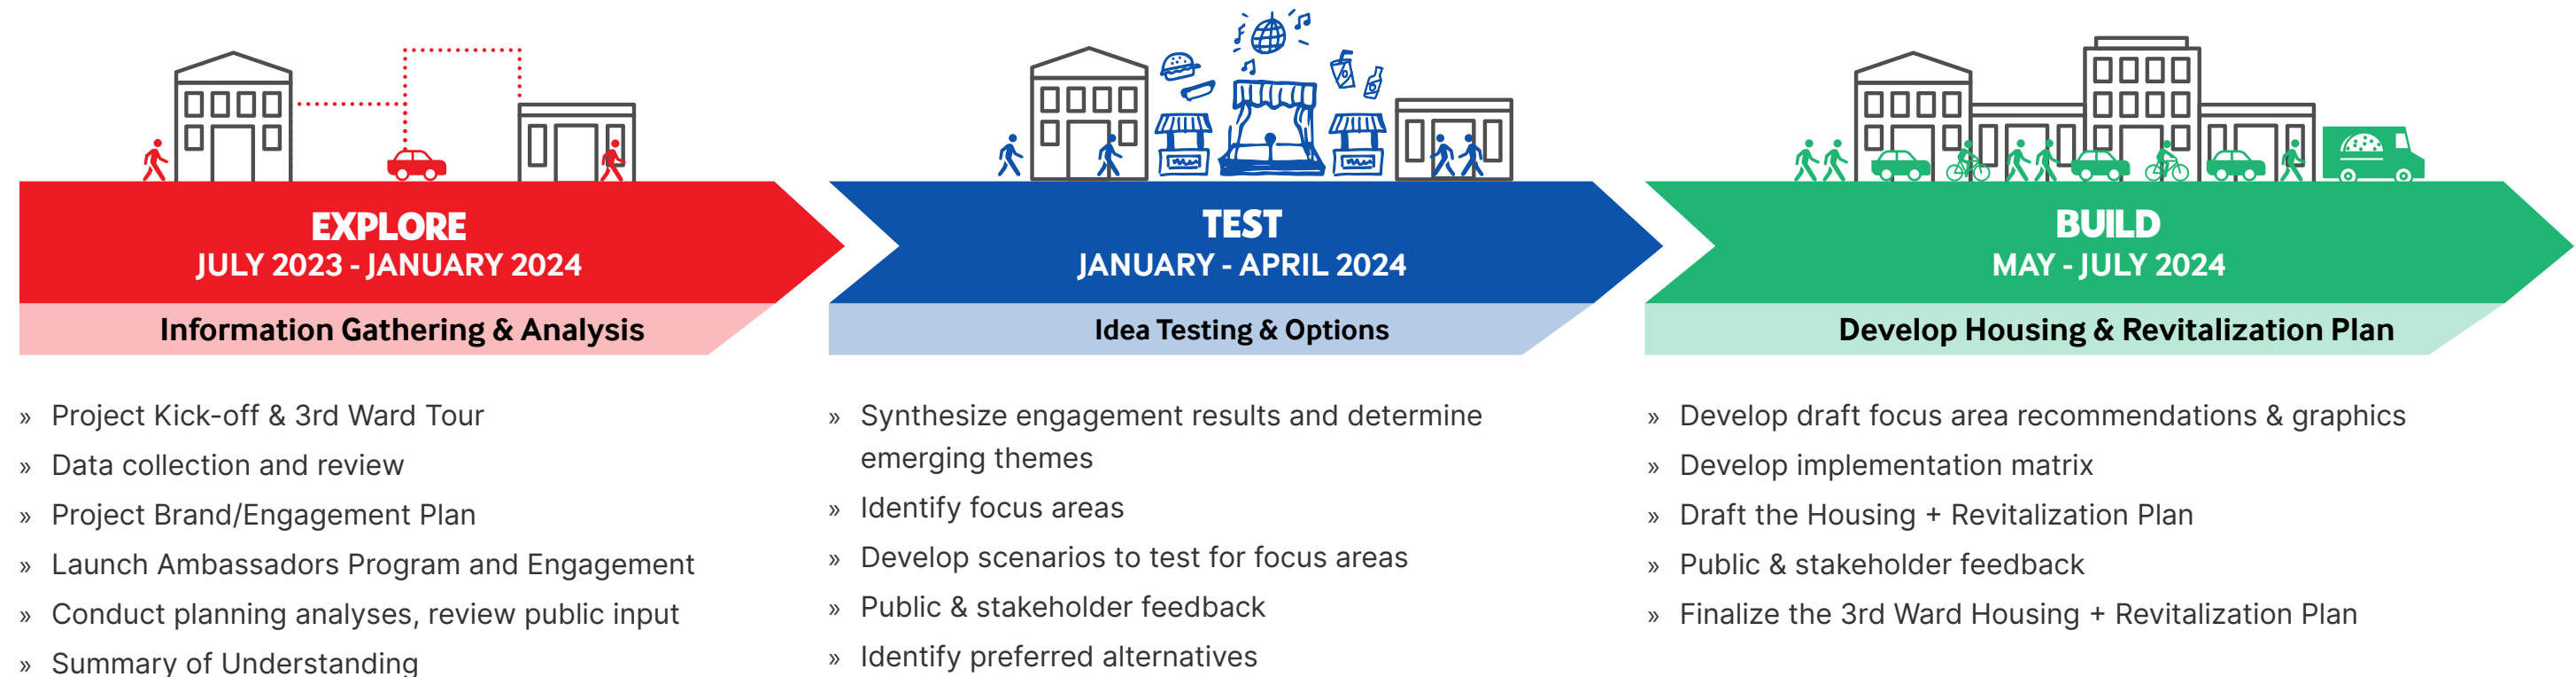 EXPLORE
JULY 2023 - JANUARY 2024
Information Gathering & Analysis
» Project Kick-off & 3rd Ward Tour
» Data collection and review
» Project Brand/Engagement Plan
» Launch Ambassadors Program and Engagement
» Conduct planning analyses, review public input
» Summary of Understanding
TEST
JANUARY - APRIL 2024
Idea Testing & Options
» Synthesize engagement results and determine
emerging themes
» Identify focus areas
» Develop scenarios to test for focus areas
» Public & stakeholder feedback
» Identify preferred alternatives
BUILD
MAY - JULY 2024
Develop Housing & Revitalization Plan
» Develop draft focus area recommendations & graphics
» Develop implementation matrix
» Draft the Housing + Revitalization Plan
» Public & stakeholder feedback
» Finalize the 3rd Ward Housing + Revitalization Plan